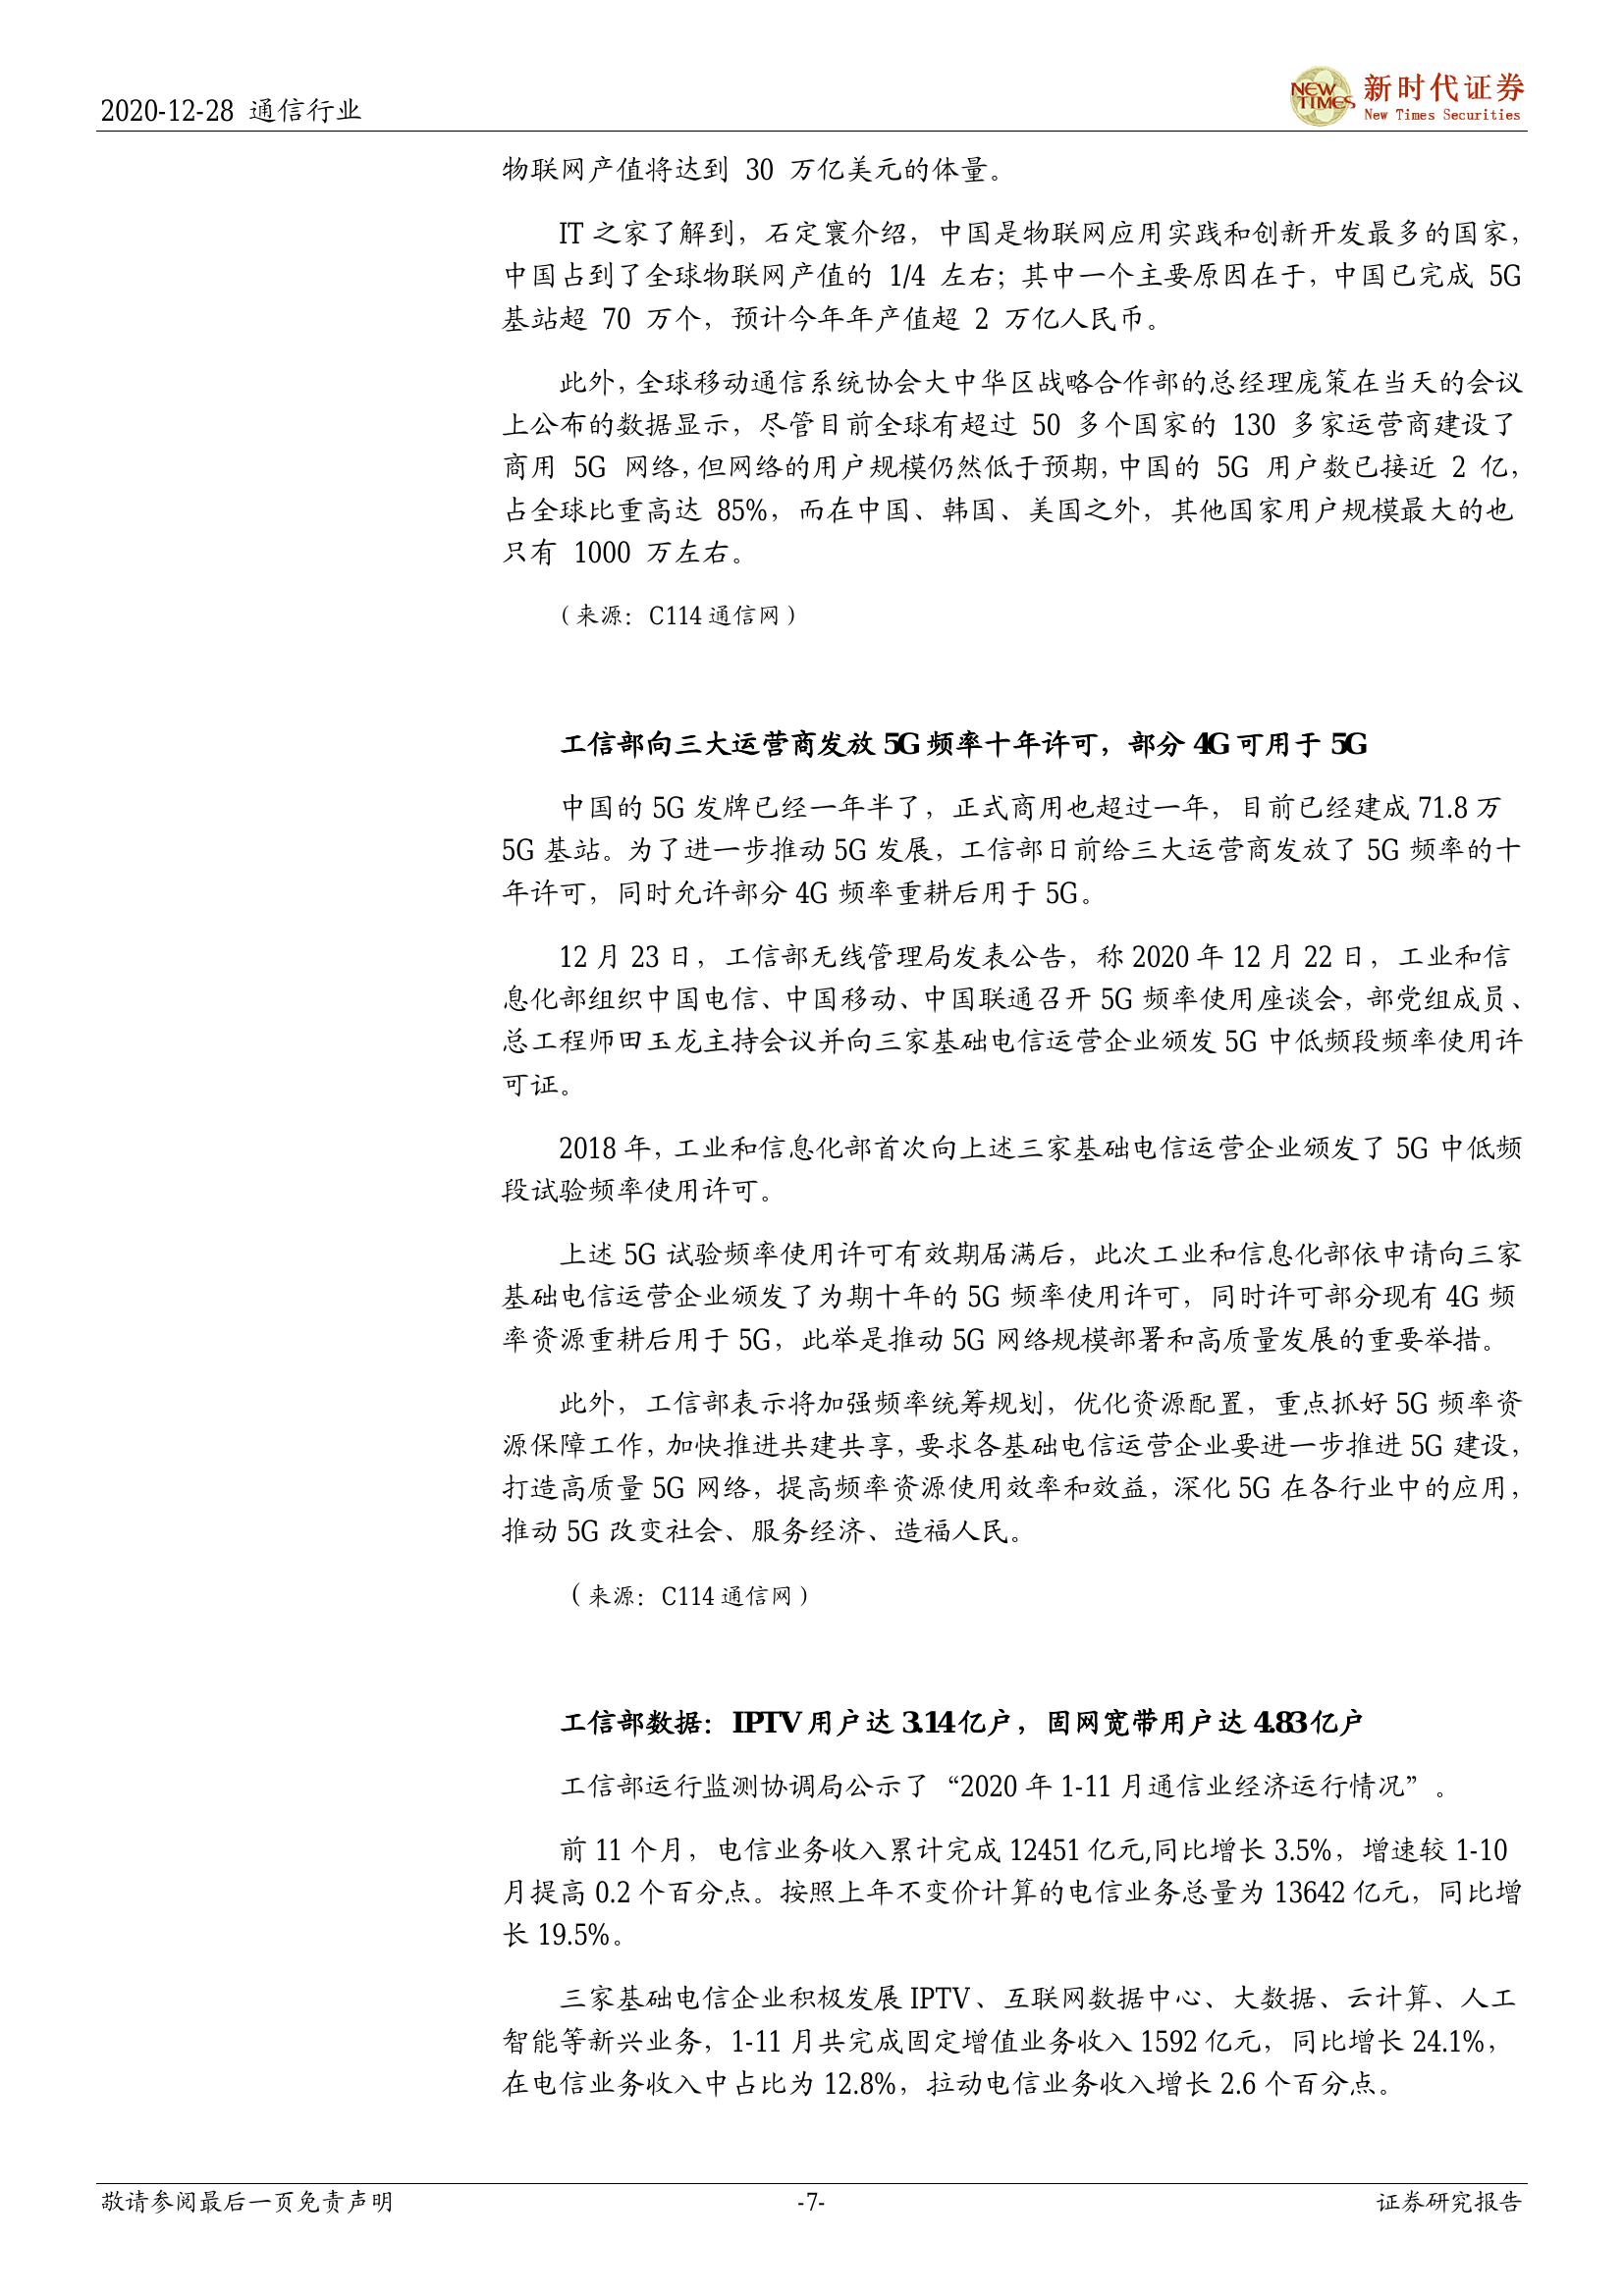 2020-12-28 通信行业
NEW TIMES 新时代证券
New Times Securities
物联网产值将达到 30 万亿美元的体量。
IT 之家了解到，石定寰介绍，中国是物联网应用实践和创新开发最多的国家，
中国占到了全球物联网产值的 1/4 左右；其中一个主要原因在于，中国已完成 5G
基站超 70 万个，预计今年年产值超 2 万亿人民币。
此外，全球移动通信系统协会大中华区战略合作部的总经理庞策在当天的会议
上公布的数据显示，尽管目前全球有超过 50 多个国家的 130 多家运营商建设了
商用 5G 网络，但网络的用户规模仍然低于预期，中国的 5G 用户数已接近 2 亿，
占全球比重高达 85%，而在中国、韩国、美国之外，其他国家用户规模最大的也
只有 1000 万左右。
（来源：C114 通信网）
工信部向三大运营商发放 5G 频率十年许可，部分 4G 可用于 5G
中国的 5G 发牌已经一年半了，正式商用也超过一年，目前已经建成 71.8 万
5G 基站。为了进一步推动 5G 发展，工信部日前给三大运营商发放了 5G 频率的十
年许可，同时允许部分 4G 频率重耕后用于 5G。
12 月 23 日，工信部无线管理局发表公告，称 2020 年 12 月 22 日，工业和信
息化部组织中国电信、中国移动、中国联通召开 5G 频率使用座谈会，部党组成员、
总工程师田玉龙主持会议并向三家基础电信运营企业颁发 5G 中低频段频率使用许
可证。
2018 年，工业和信息化部首次向上述三家基础电信运营企业颁发了 5G 中低频
段试验频率使用许可。
上述 5G 试验频率使用许可有效期届满后，此次工业和信息化部依申请向三家
基础电信运营企业颁发了为期十年的 5G 频率使用许可，同时许可部分现有 4G 频
率资源重耕后用于 5G，此举是推动 5G 网络规模部署和高质量发展的重要举措。
此外，工信部表示将加强频率统筹规划，优化资源配置，重点抓好 5G 频率资
源保障工作，加快推进共建共享，要求各基础电信运营企业要进一步推进 5G 建设，
打造高质量 5G 网络，提高频率资源使用效率和效益，深化 5G 在各行业中的应用，
推动 5G 改变社会、服务经济、造福人民。
（来源：C114 通信网）
工信部数据：IPTV 用户达 3.14 亿户，固网宽带用户达 4.83 亿户
工信部运行监测协调局公示了“2020 年 1-11 月通信业经济运行情况”。
前 11 个月，电信业务收入累计完成 12451 亿元,同比增长 3.5%，增速较 1-10
月提高 0.2 个百分点。按照上年不变价计算的电信业务总量为 13642 亿元，同比增
长 19.5%。
三家基础电信企业积极发展 IPTV、互联网数据中心、大数据、云计算、人工
智能等新兴业务，1-11 月共完成固定增值业务收入 1592 亿元，同比增长 24.1%，
在电信业务收入中占比为 12.8%，拉动电信业务收入增长 2.6 个百分点。
敬请参阅最后一页免责声明 -7- 证券研究报告